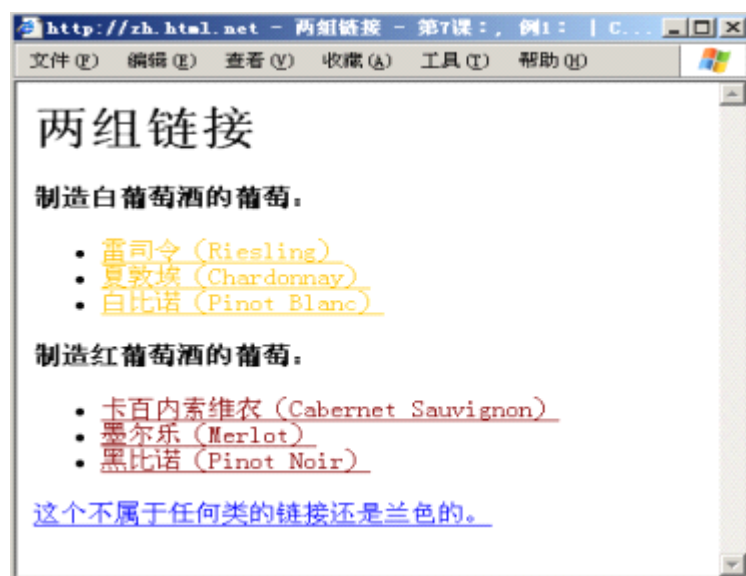 http://zh.html.net - 两组链接 - 第7课:, 例1: | C...
文件(F) 编辑(E) 查看(V) 收藏(A) 工具(T) 帮助(H)
两组链接
制造白葡萄酒的葡萄：
雷司令（Riesling）
夏敦埃（Chardonnay）
白比诺（Pinot Blanc）
制造红葡萄酒的葡萄：
卡百内索维农（Cabernet Sauvignon）
墨尔乐（Merlot）
黑比诺（Pinot Noir）
这个不属于任何类的链接还是兰色的。